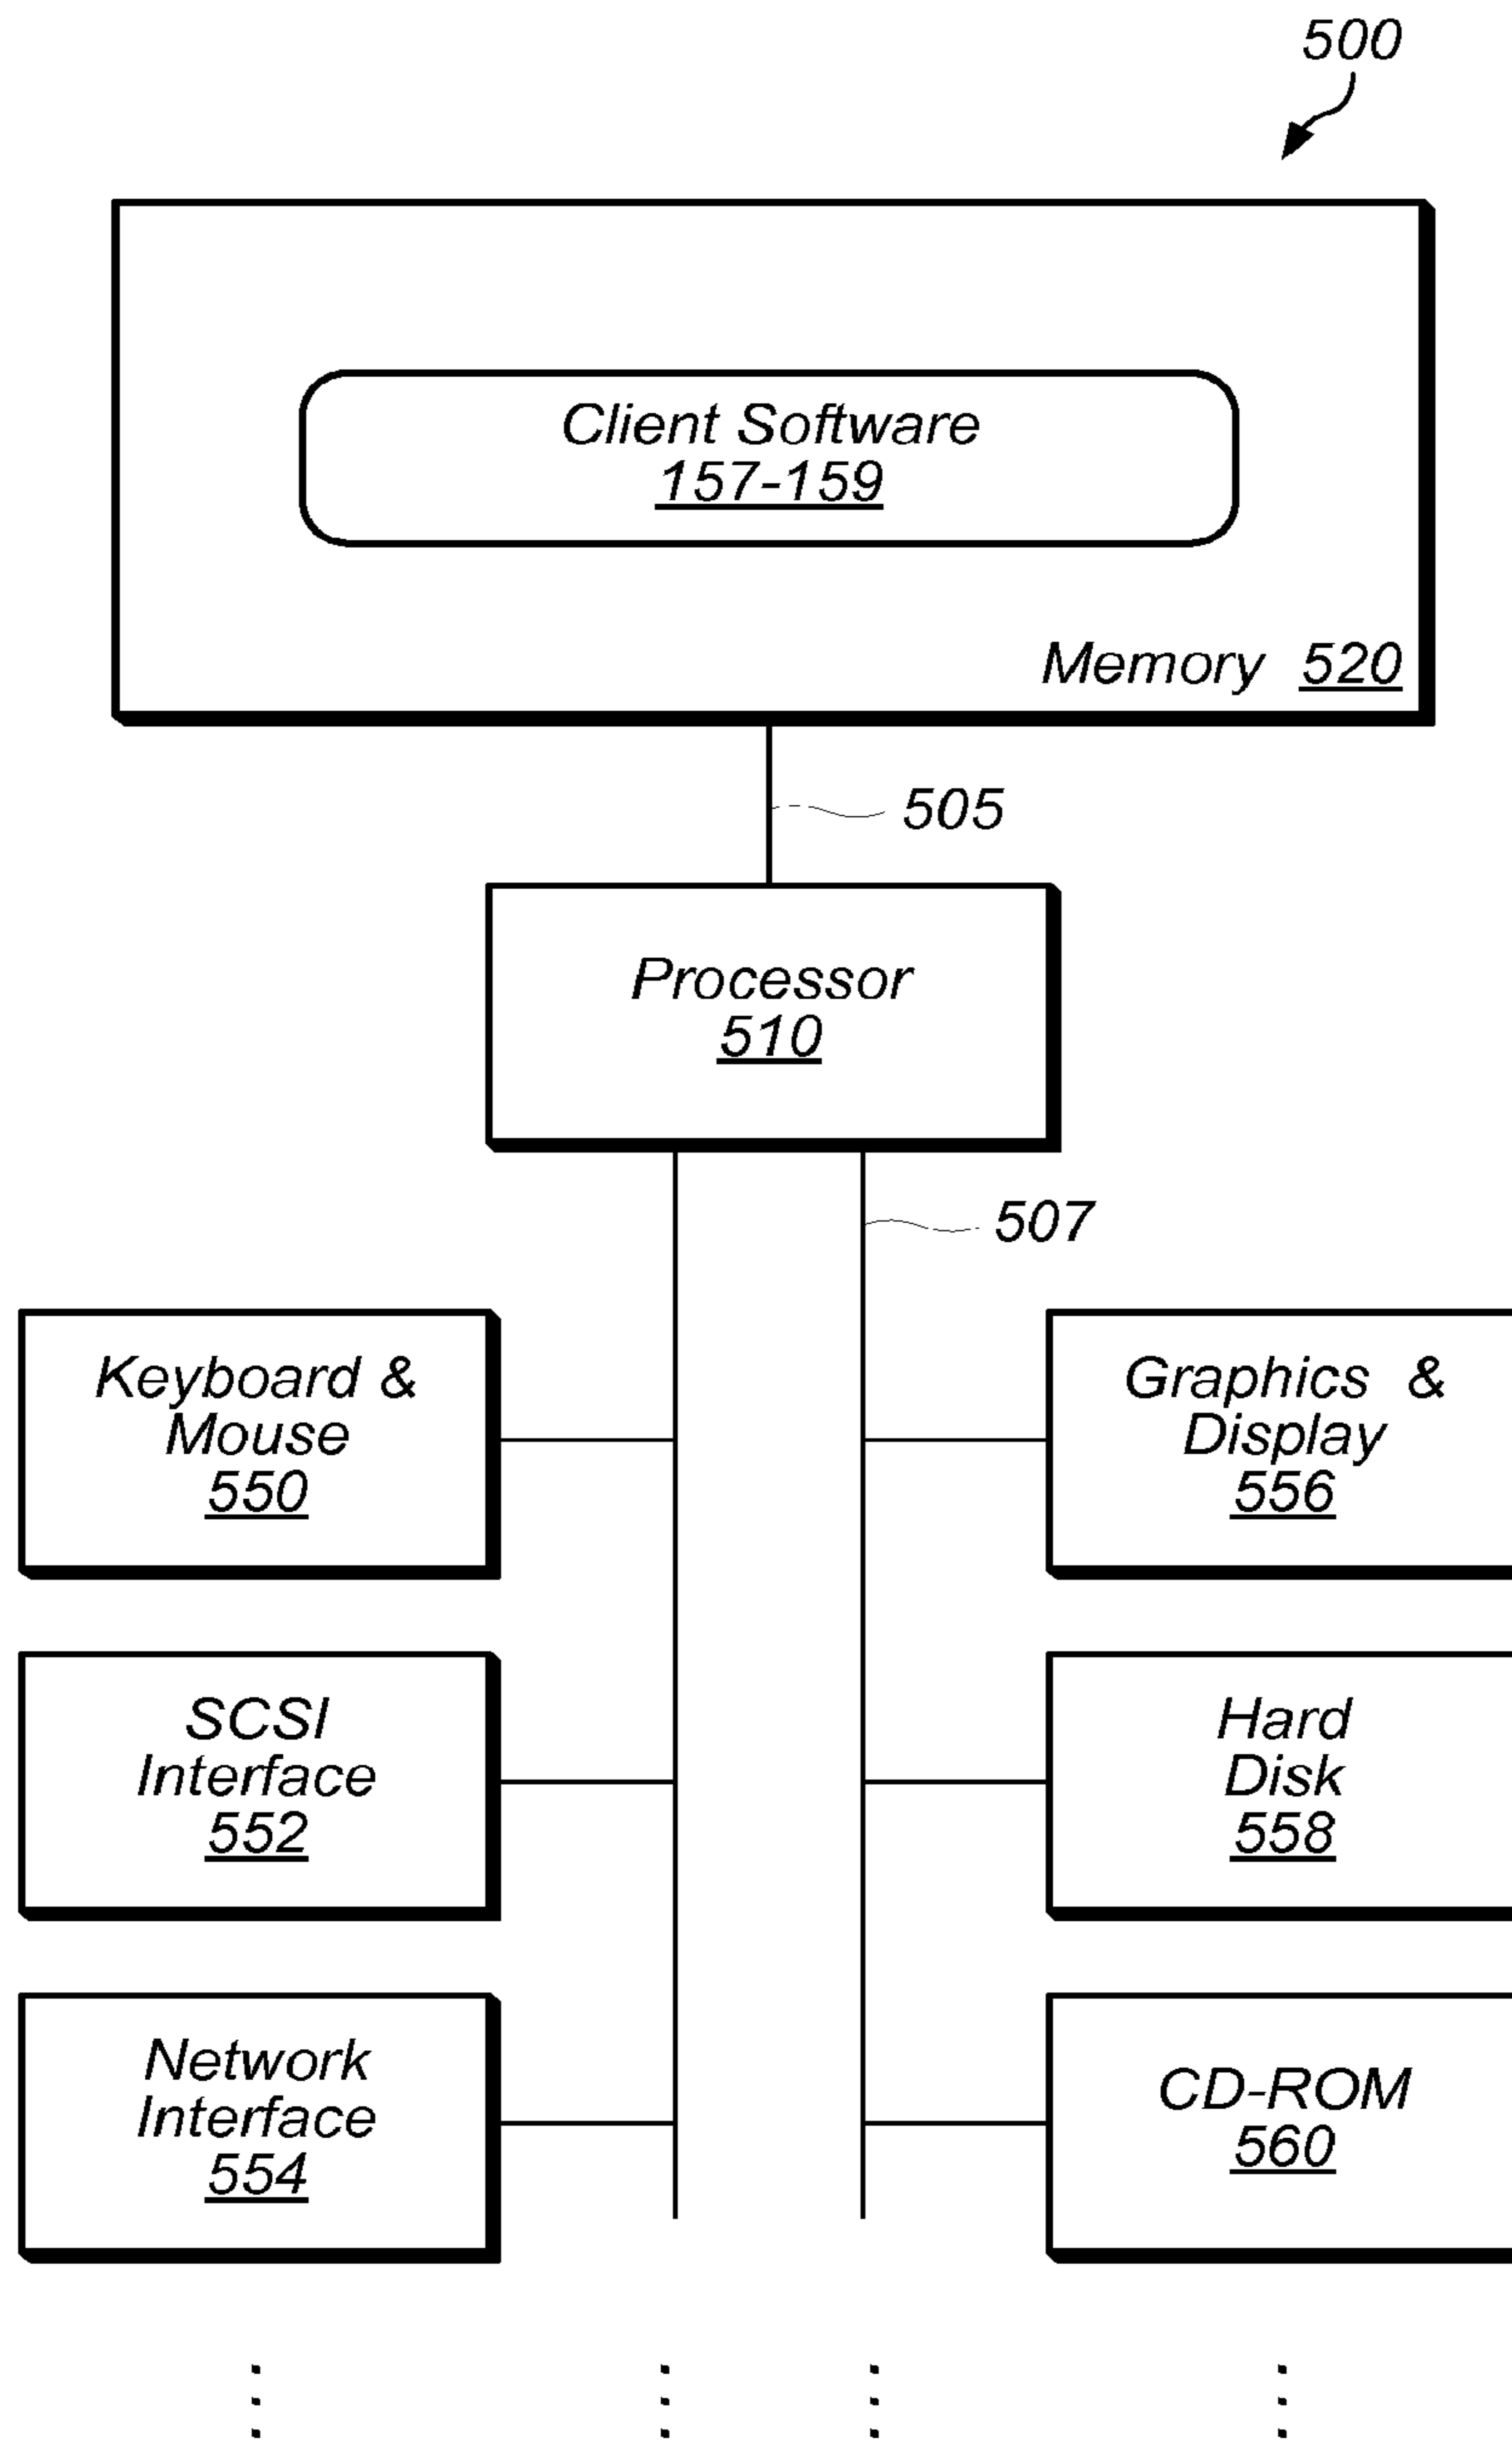 500
Client Software
157-159
Memory 520
505
Processor
510
507
Keyboard &
Mouse
550
Graphics &
Display
556
SCSI
Interface
552
Hard
Disk
558
Network
Interface
554
CD-ROM
560